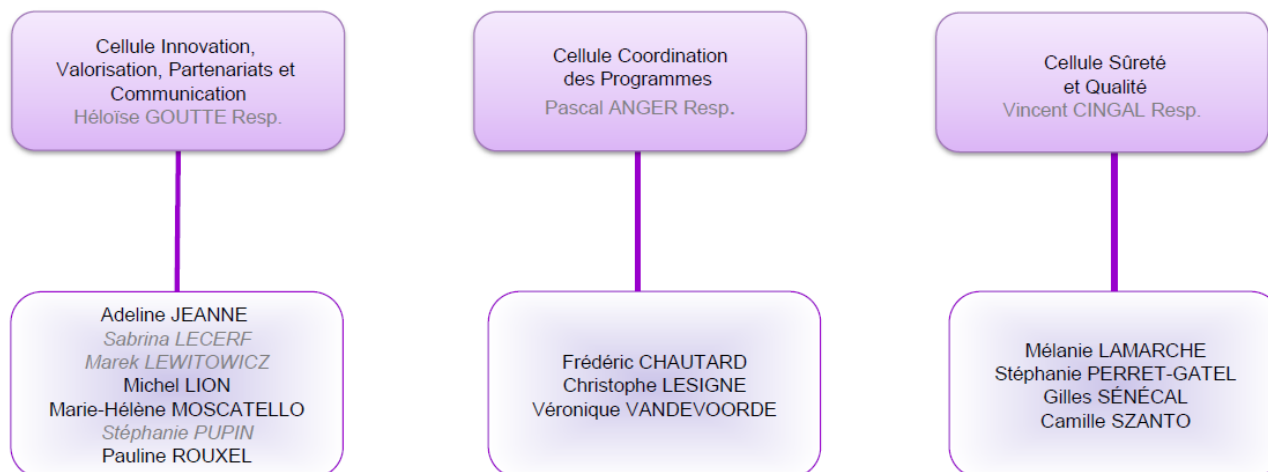 Cellule Innovation,
Valorisation, Partenariats et
Communication
Héloïse GOUTTE Resp.
Adeline JEANNE
Sabrina LECERF
Marek LEWITOWICZ
Michel LION
Marie-Hélène MOSCATELLO
Stéphanie PUPIN
Pauline ROUXEL
Cellule Coordination
des Programmes
Pascal ANGER Resp.
Frédéric CHAUTARD
Christophe LESIGNE
Véronique VANDEVOORDE
Cellule Sûreté
et Qualité
Vincent CINGAL Resp.
Mélanie LAMARCHE
Stéphanie PERRET-GATEL
Gilles SÉNÉCAL
Camille SZANTO